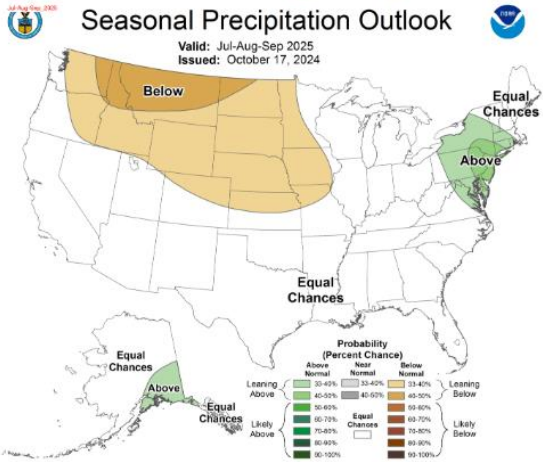 Jul-Aug-Sep, 2025
Seasonal Precipitation Outlook
Valid: Jul-Aug-Sep 2025
Issued: October 17, 2024
Below
Equal
Chances
Above
Equal
Chances
Equal
Chances
Above
Equal
Chances
Probability
(Percent Chance)
Above
Normal
Near
Normal
Below
Normal
Leaning
Above
33-40%
40-50%
33-40%
40-50%
33-40%
40-50%
Leaning
Below
Likely
Above
50-60%
60-70%
70-80%
80-90%
90-100%
Equal
Chances
50-60%
60-70%
70-80%
80-90%
90-100%
Likely
Below